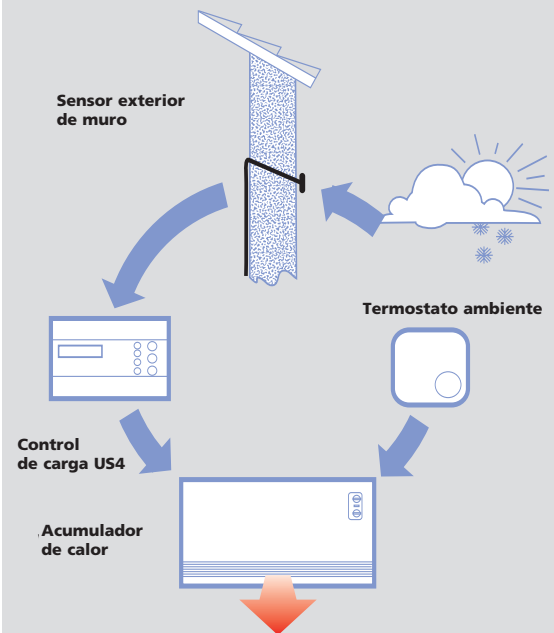 Sensor exterior
de muro
Termostato ambiente
Control
de carga US4
Acumulador
de calor